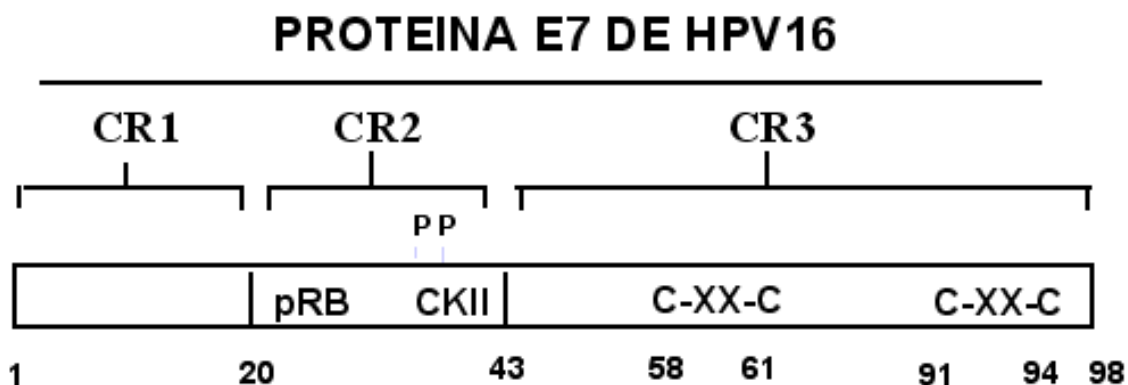 PROTEINA E7 DE HPV16
CR1 CR2 CR3
P P
pRB CKII C-XX-C C-XX-C
1 20 43 58 61 91 94 98